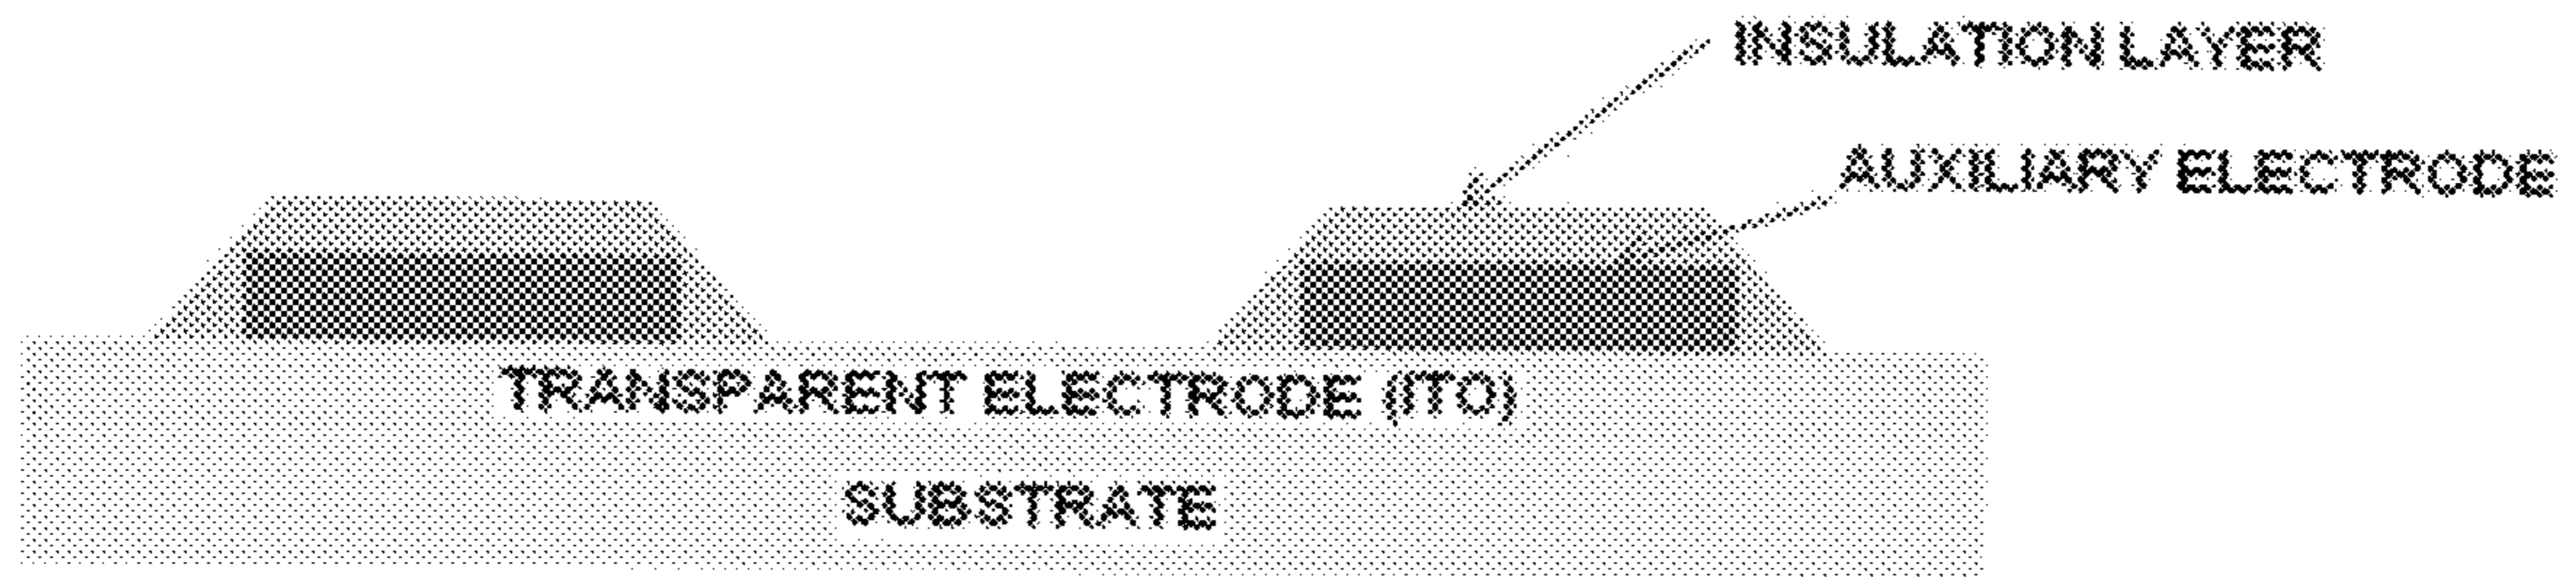 INSULATION LAYER
AUXILIARY ELECTRODE
TRANSPARENT ELECTRODE (ITO)
SUBSTRATE